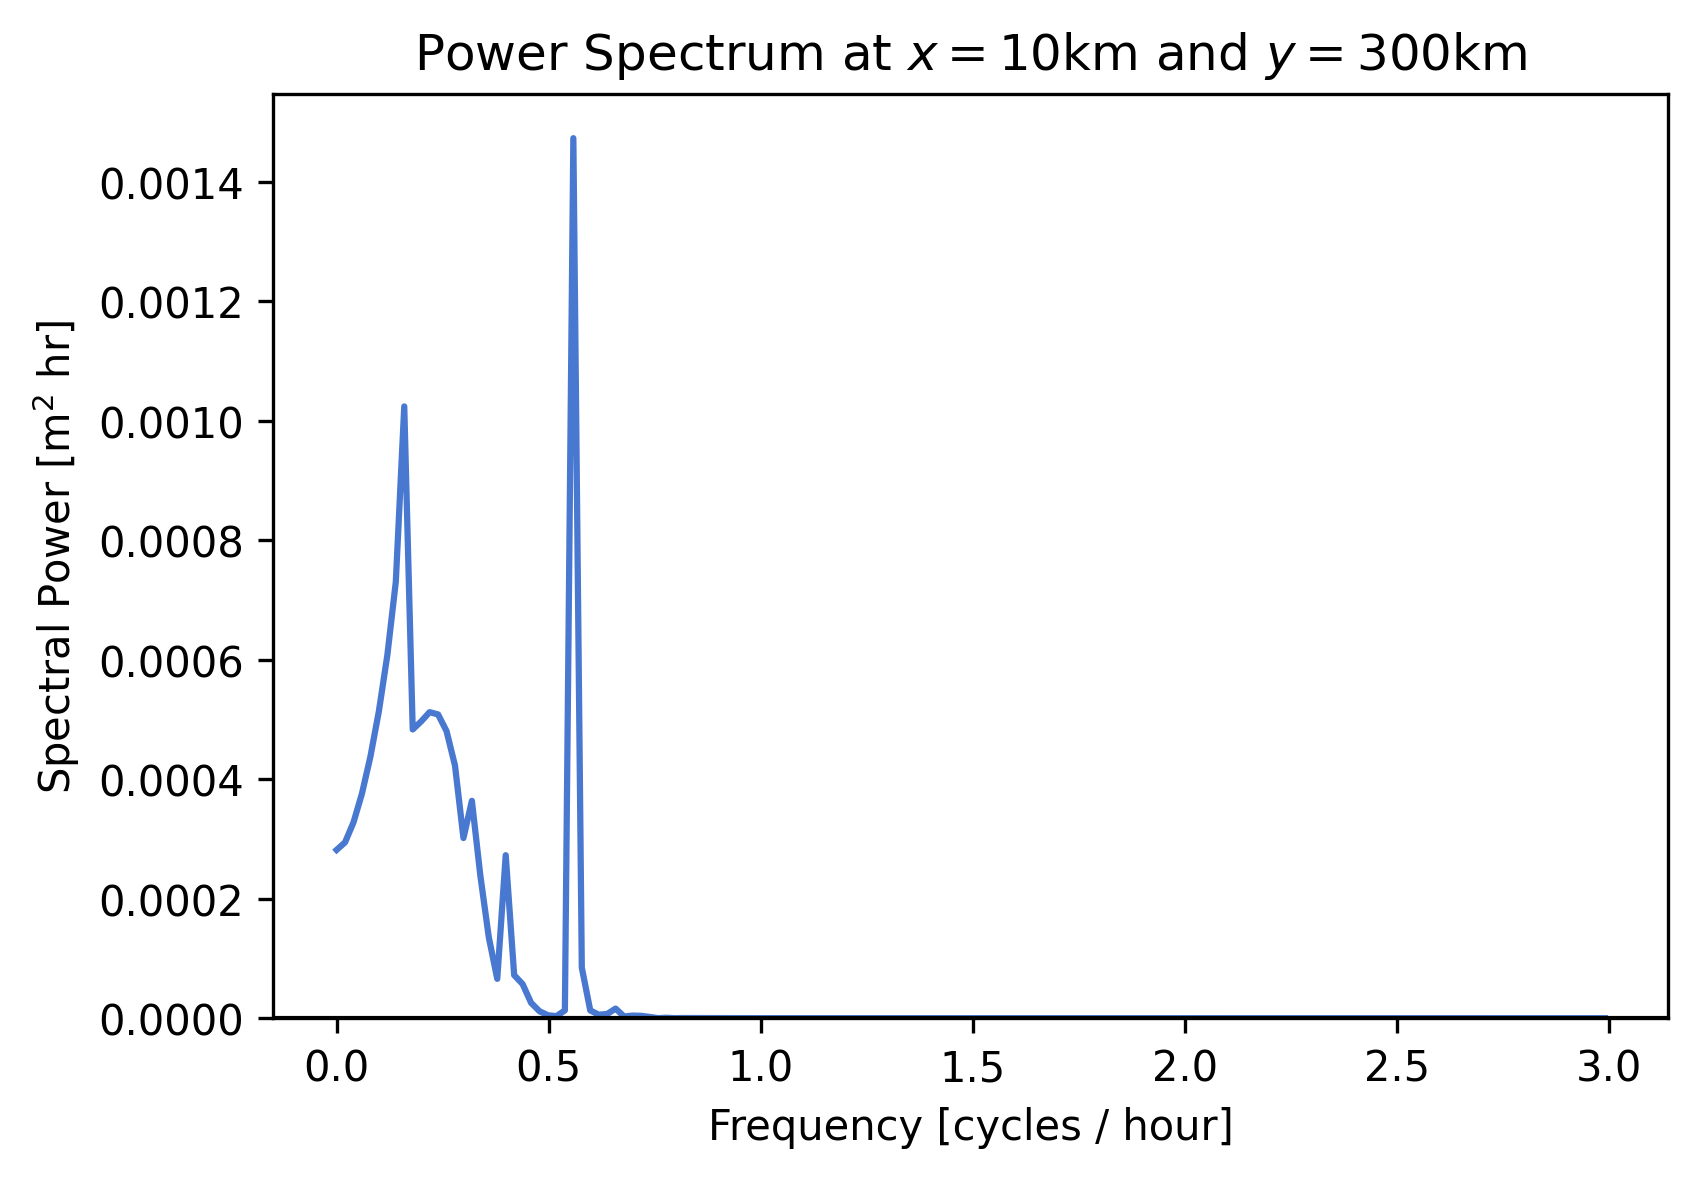 Power Spectrum at x = 10km and y = 300km
Spectral Power [m² hr]
0.0014
0.0012
0.0010
0.0008
0.0006
0.0004
0.0002
0.0000
0.0 0.5 1.0 1.5 2.0 2.5 3.0
Frequency [cycles / hour]